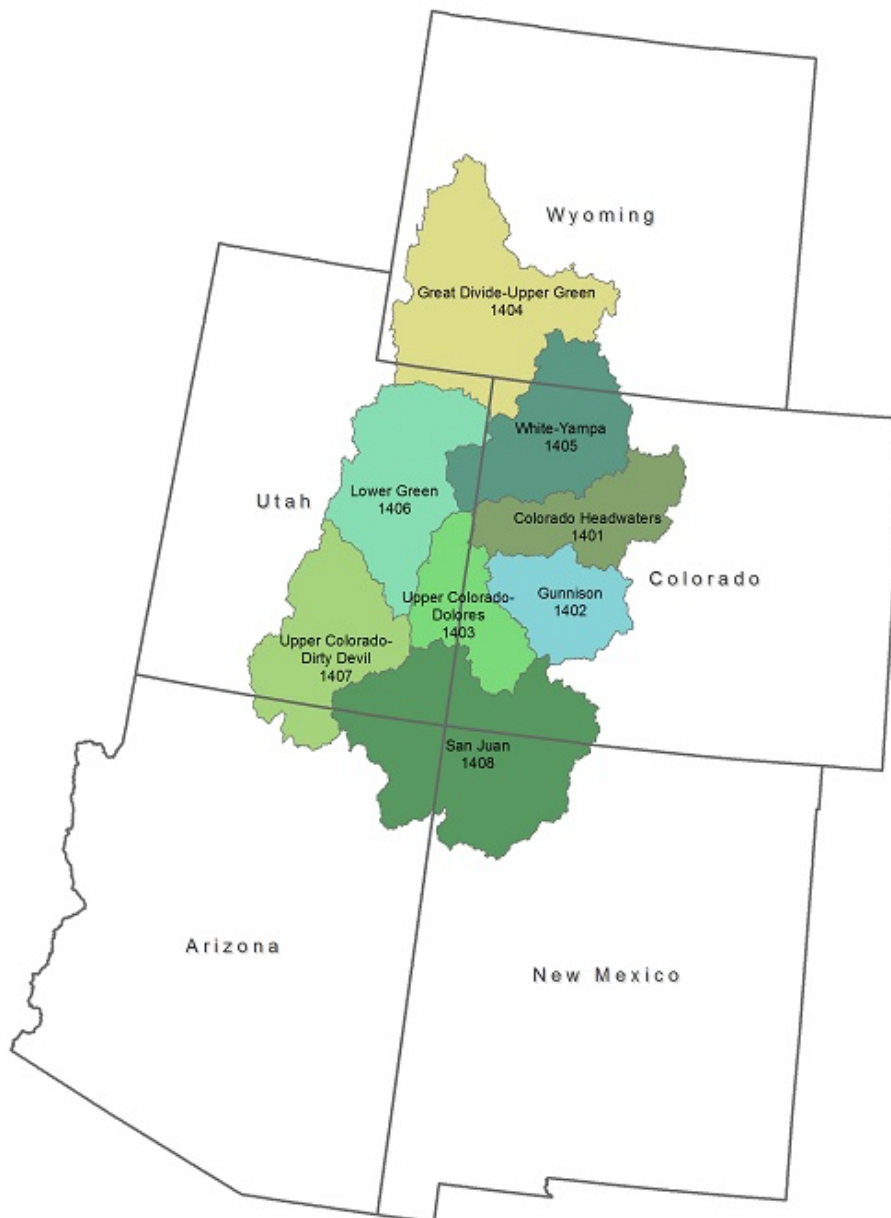 Wyoming
Great Divide-Upper Green
1404
White-Yampa
1405
Utah
Lower Green
1406
Colorado Headwaters
1401
Colorado
Gunnison
1402
Upper Colorado-
Dolores
1403
Upper Colorado-
Dirty Devil
1407
San Juan
1408
Arizona
New Mexico